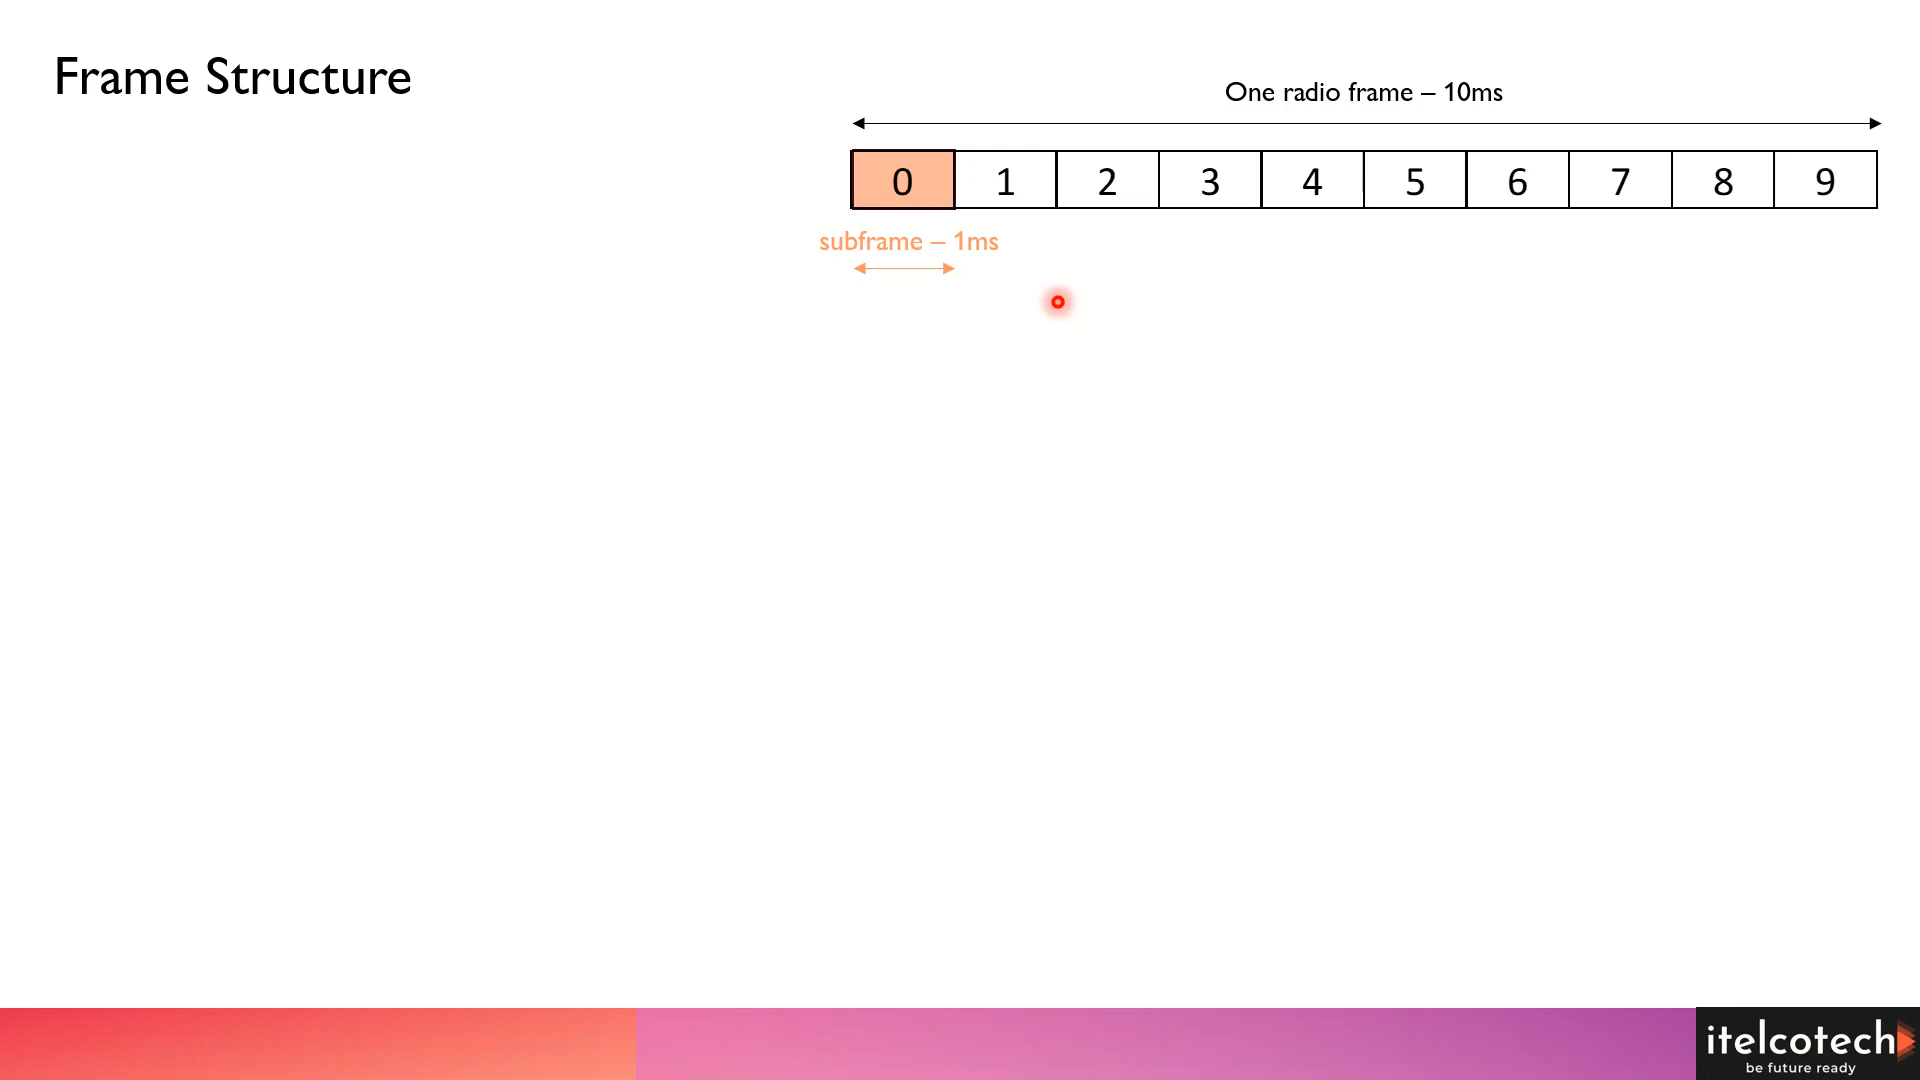 Frame Structure
One radio frame – 10ms
0 1 2 3 4 5 6 7 8 9
subframe – 1ms
itelcotech
be future ready